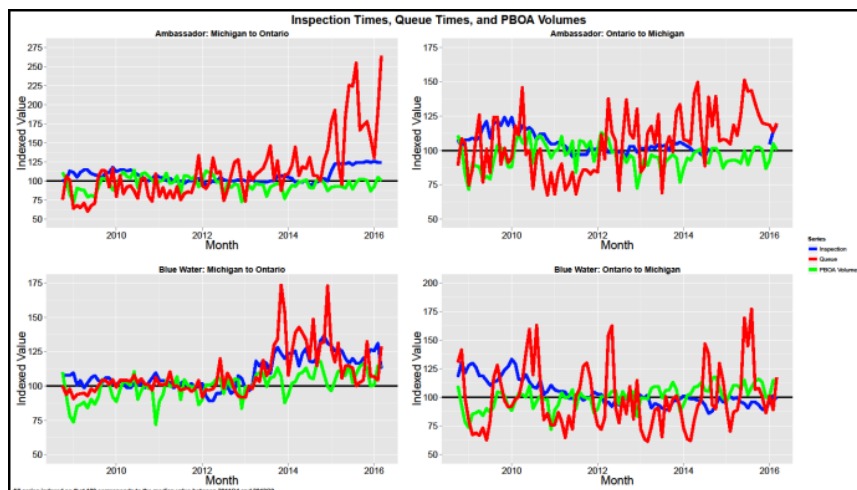 Inspection Times, Queue Times, and PBOA Volumes
Ambassador: Michigan to Ontario
Ambassador: Ontario to Michigan
Indexed Value
275
250
225
200
175
150
125
100
75
50
2010
2012
2014
2016
Month
Indexed Value
175
150
125
100
75
50
2010
2012
2014
2016
Month
Series
Inspection
Queue
PBOA Volumes
Blue Water: Michigan to Ontario
Blue Water: Ontario to Michigan
Indexed Value
175
150
125
100
75
50
2010
2012
2014
2016
Month
Indexed Value
200
175
150
125
100
75
50
2010
2012
2014
2016
Month